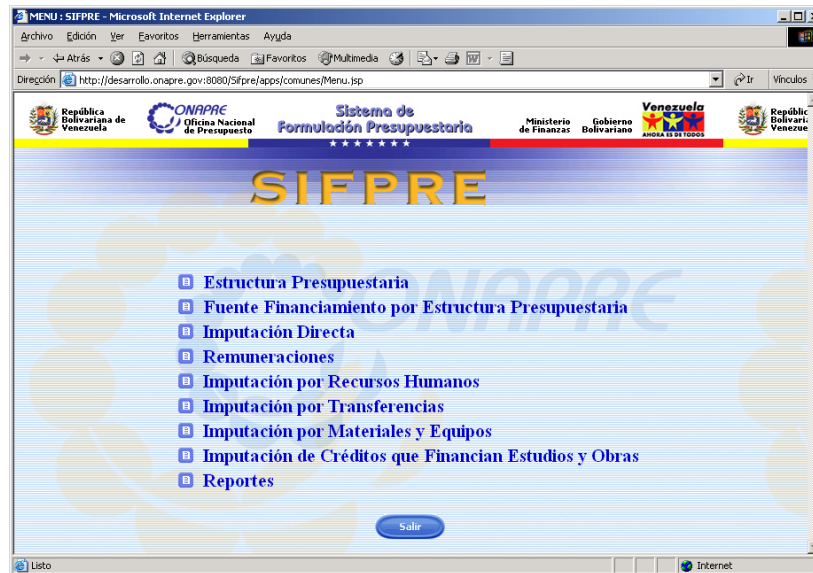 MENU : SIFPRE - Microsoft Internet Explorer
Archivo Edición Ver Favoritos Herramientas Ayuda
Atrás Búsqueda Favoritos Multimedia
Dirección http://desarrollo.onapre.gov:8080/Sifpre/apps/comunes/Menu.jsp Ir Vínculos
República
Bolivariana de
Venezuela
ONAPRE
Oficina Nacional
de Presupuesto
Sistema de
Formulación Presupuestaria
Ministerio
de Finanzas
Gobierno
Bolivariano
Venezuela
AHORA ES DE TODOS
SIFPRE
ONAPRE
Estructura Presupuestaria
Fuente Financiamiento por Estructura Presupuestaria
Imputación Directa
Remuneraciones
Imputación por Recursos Humanos
Imputación por Transferencias
Imputación por Materiales y Equipos
Imputación de Créditos que Financian Estudios y Obras
Reportes
Salir
Listo Internet